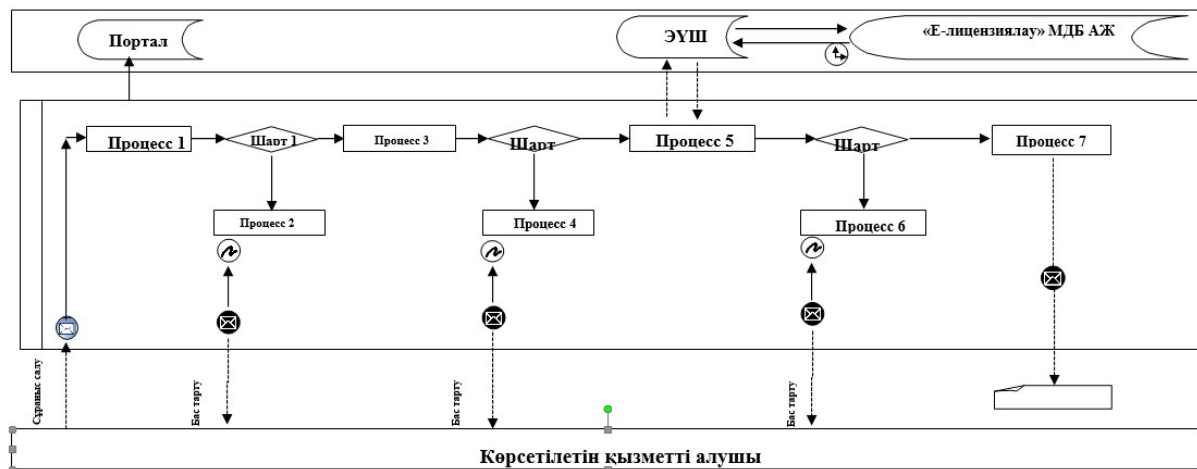 Портал
ЭҮШ
«Е-лицензиялау» МДБ АЖ
Процесс 1
Шарт 1
Процесс 3
Шарт
Процесс 5
Шарт
Процесс 7
Процесс 2
Процесс 4
Процесс 6
Сұраныс салу
Бас тарту
Бас тарту
Бас тарту
Көрсетілетін қызметті алушы